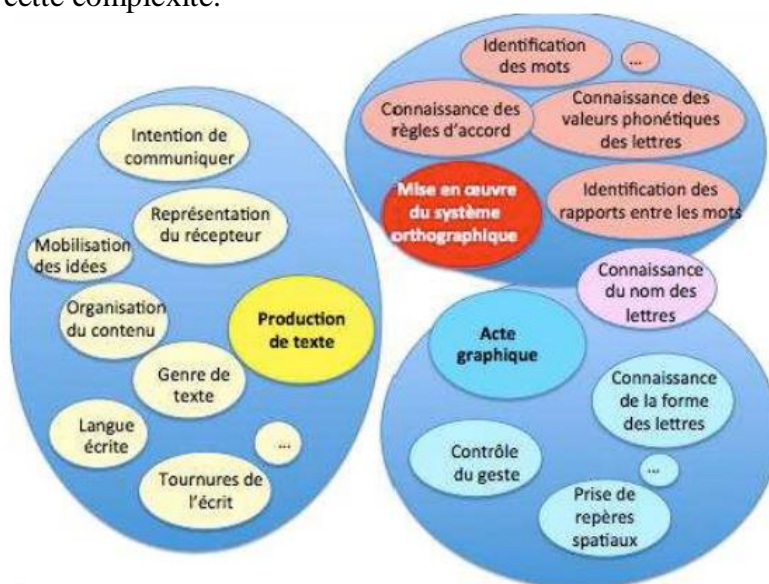 cette complexité.
Intention de
communiquer
Représentation
du récepteur
Mobilisation
des idées
Organisation
du contenu
Production
de texte
Genre de
texte
Langue
écrite
...
Tournures de
l'écrit
Identification
des mots
...
Connaissance des
règles d'accord
Connaissance des
valeurs phonétiques
des lettres
Mise en œuvre
du système
orthographique
Identification des
rapports entre les mots
Connaissance
du nom des
lettres
Acte
graphique
Connaissance
de la forme
des lettres
Contrôle
du geste
...
Prise de
repères
spatiaux